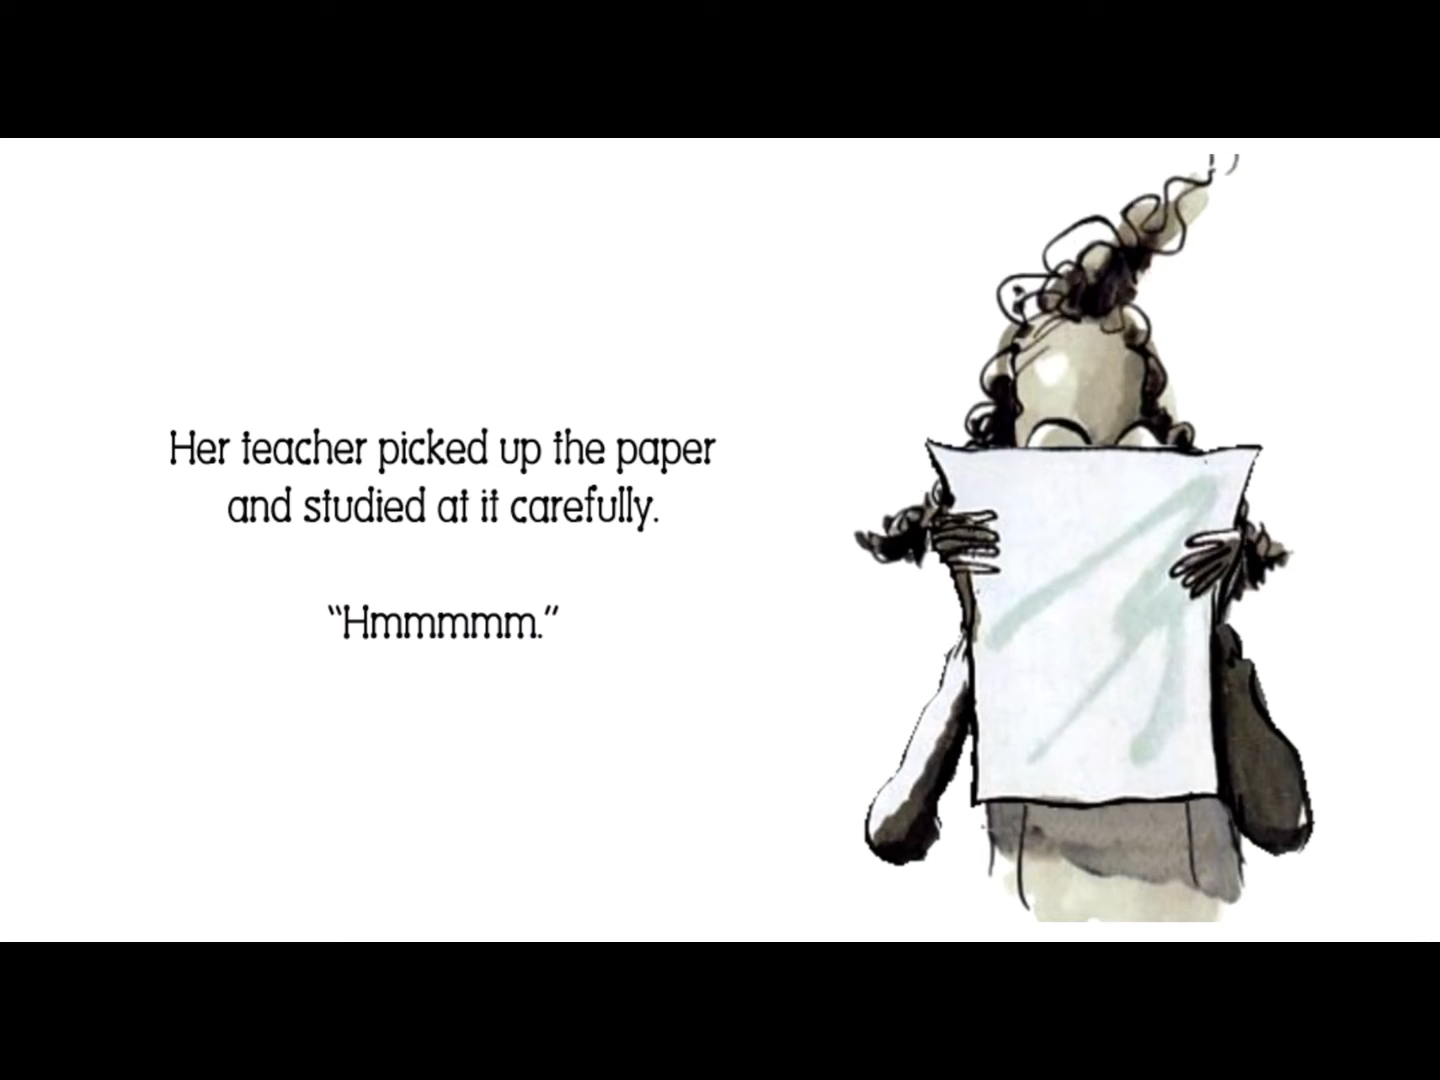 Her teacher picked up the paper
and studied at it carefully.
“Hmmmmm.”